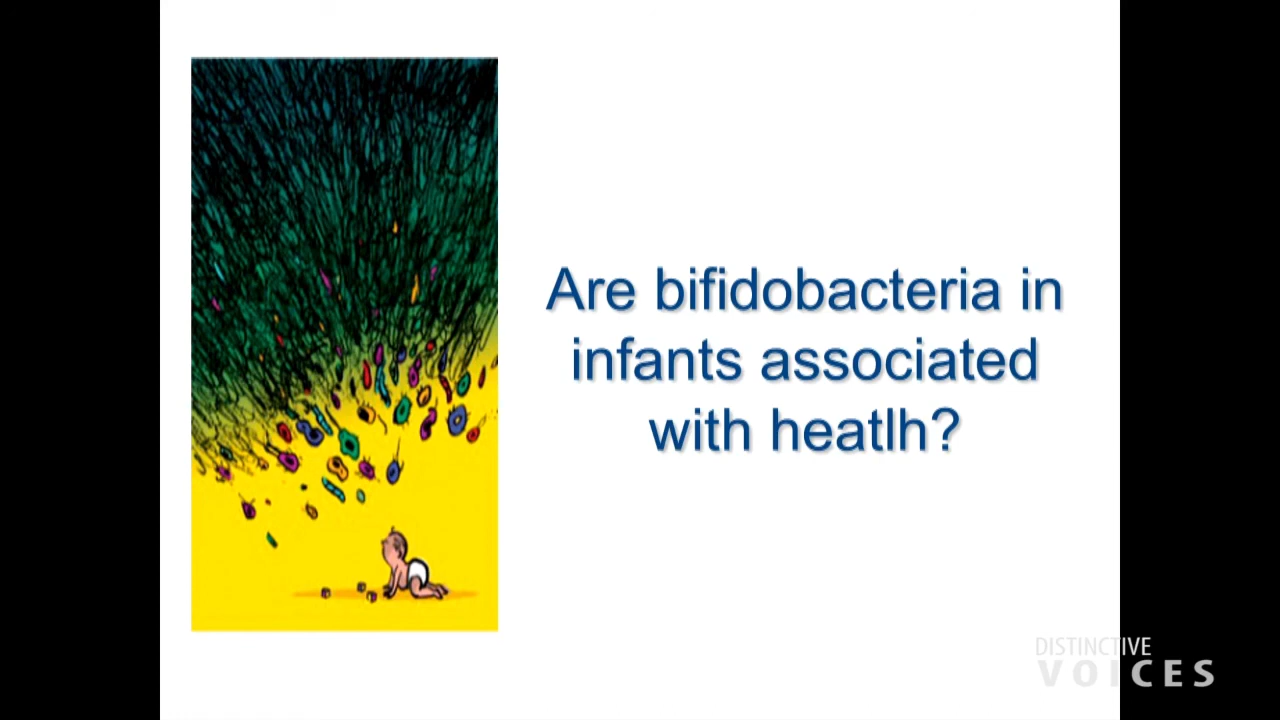 Are bifidobacteria in
infants associated
with heatlh?
DISTINCTIVE
VOICES